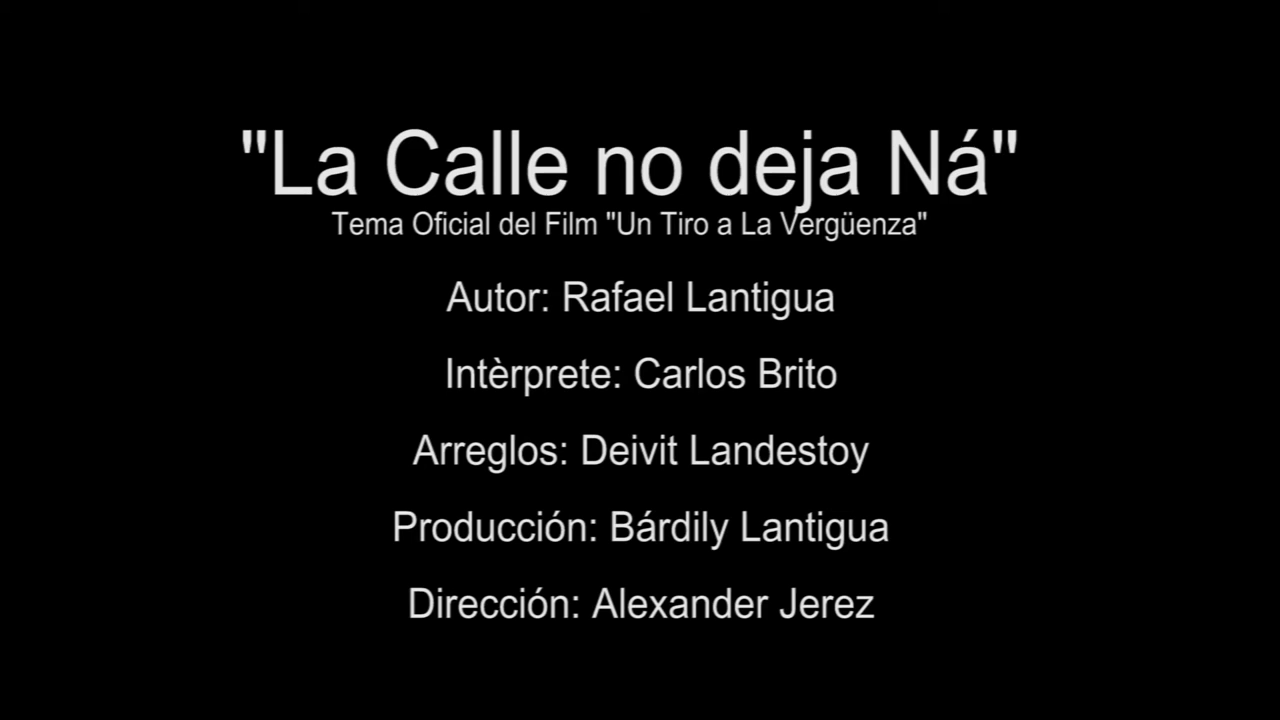 "La Calle no deja Ná"
Tema Oficial del Film "Un Tiro a La Vergüenza"
Autor: Rafael Lantigua
Intèrprete: Carlos Brito
Arreglos: Deivit Landestoy
Producción: Bárdily Lantigua
Dirección: Alexander Jerez